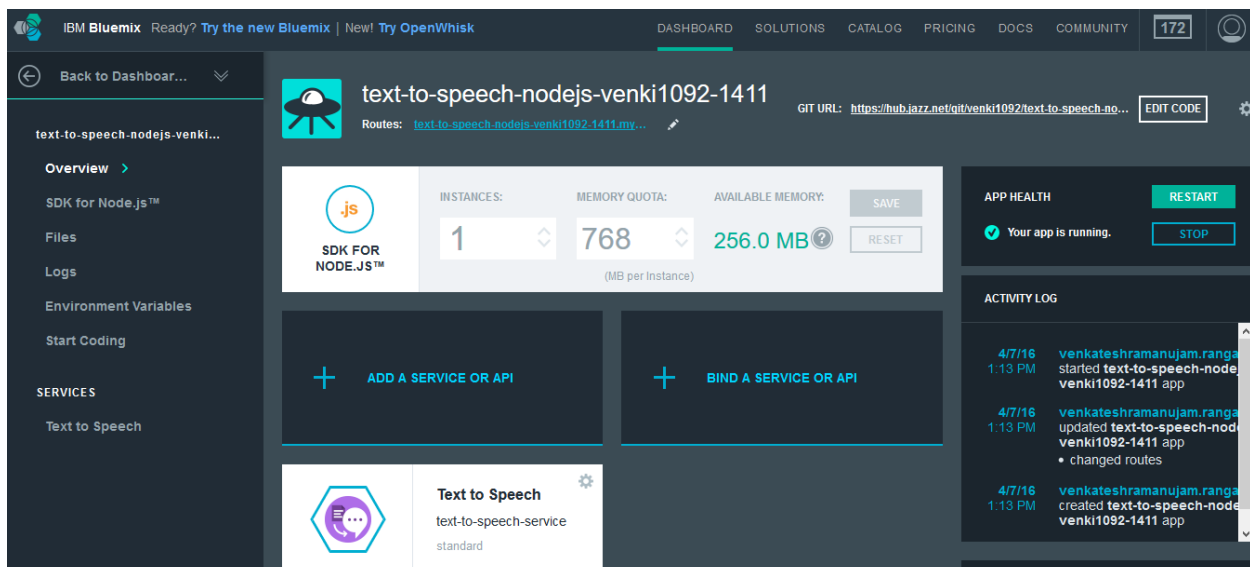 IBM Bluemix Ready? Try the new Bluemix | New! Try OpenWhisk
DASHBOARD SOLUTIONS CATALOG PRICING DOCS COMMUNITY 172
Back to Dashboar...
text-to-speech-nodejs-venki...
Overview >
SDK for Node.js™
Files
Logs
Environment Variables
Start Coding
SERVICES
Text to Speech
text-to-speech-nodejs-venki1092-1411
Routes: text-to-speech-nodejs-venki1092-1411.my...
GIT URL: https://hub.jazz.net/git/venki1092/text-to-speech-no...
EDIT CODE
.js
SDK FOR
NODE.JS™
INSTANCES:
1
MEMORY QUOTA:
768
(MB per Instance)
AVAILABLE MEMORY:
256.0 MB ?
SAVE
RESET
ADD A SERVICE OR API
BIND A SERVICE OR API
Text to Speech
text-to-speech-service
standard
APP HEALTH
RESTART
Your app is running.
STOP
ACTIVITY LOG
4/7/16 venkateshramanujam.ranga
1:13 PM started text-to-speech-node
venki1092-1411 app
4/7/16 venkateshramanujam.ranga
1:13 PM updated text-to-speech-nod
venki1092-1411 app
• changed routes
4/7/16 venkateshramanujam.ranga
1:13 PM created text-to-speech-node
venki1092-1411 app